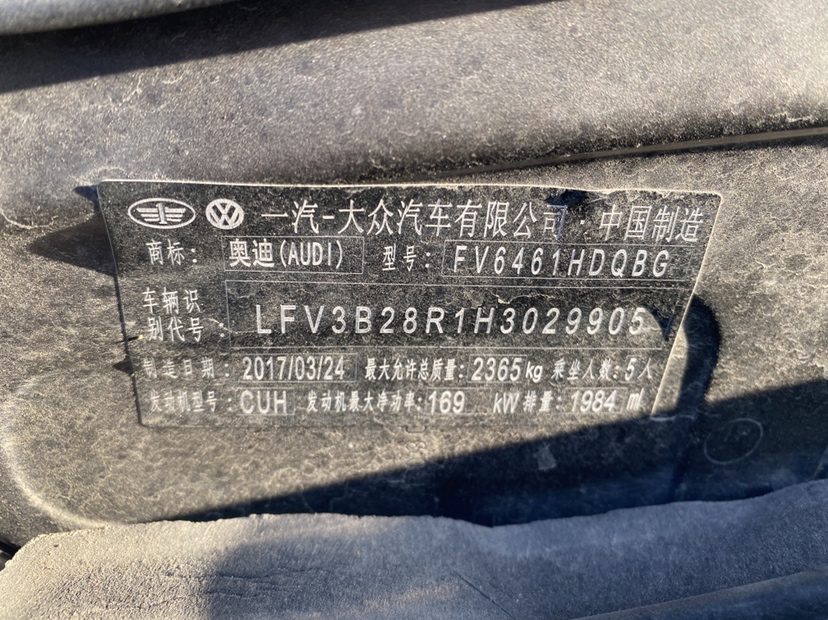 一汽-大众汽车有限公司·中国制造
商标: 奥迪(AUDI) 型号: FV6461HDQBG
车辆识
别代号: LFV3B28R1H3029905
制造日期: 2017/03/24 最大允许总质量: 2365kg 乘坐人数: 5人
发动机型号: CUH 发动机最大净功率: 169 kW 排量: 1984 ml